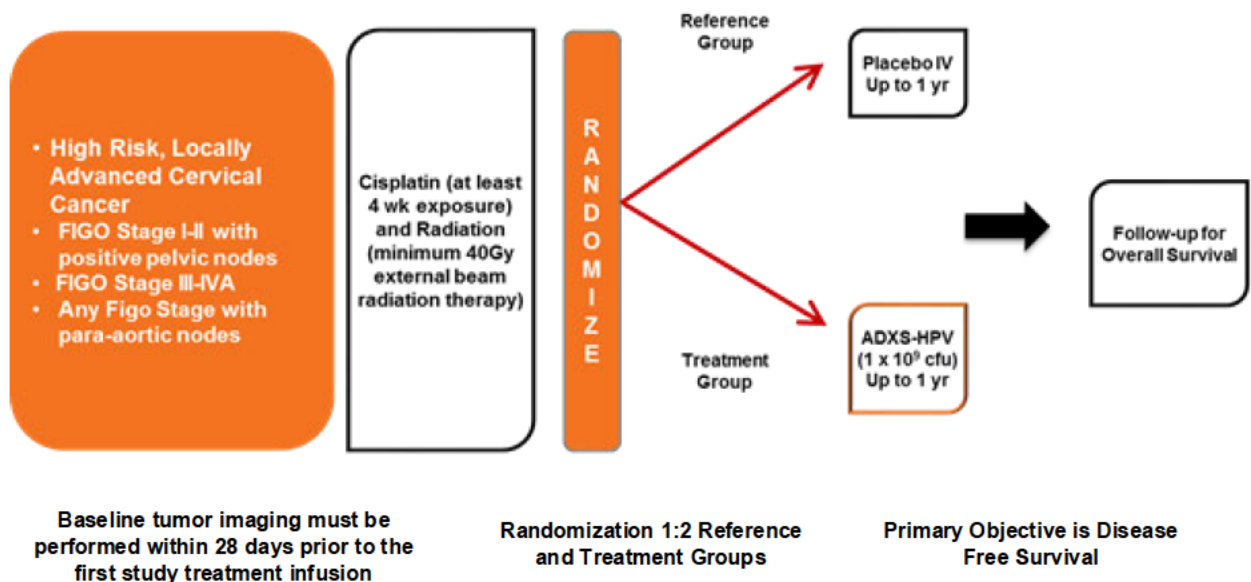 • High Risk, Locally
Advanced Cervical
Cancer
• FIGO Stage I-II with
positive pelvic nodes
• FIGO Stage III-IVA
• Any Figo Stage with
para-aortic nodes
Cisplatin (at least
4 wk exposure)
and Radiation
(minimum 40Gy
external beam
radiation therapy)
RANDOMIZE
Reference
Group
Placebo IV
Up to 1 yr
Treatment
Group
ADXS-HPV
(1 x 10⁹ cfu)
Up to 1 yr
Follow-up for
Overall Survival
Baseline tumor imaging must be
performed within 28 days prior to the
first study treatment infusion
Randomization 1:2 Reference
and Treatment Groups
Primary Objective is Disease
Free Survival